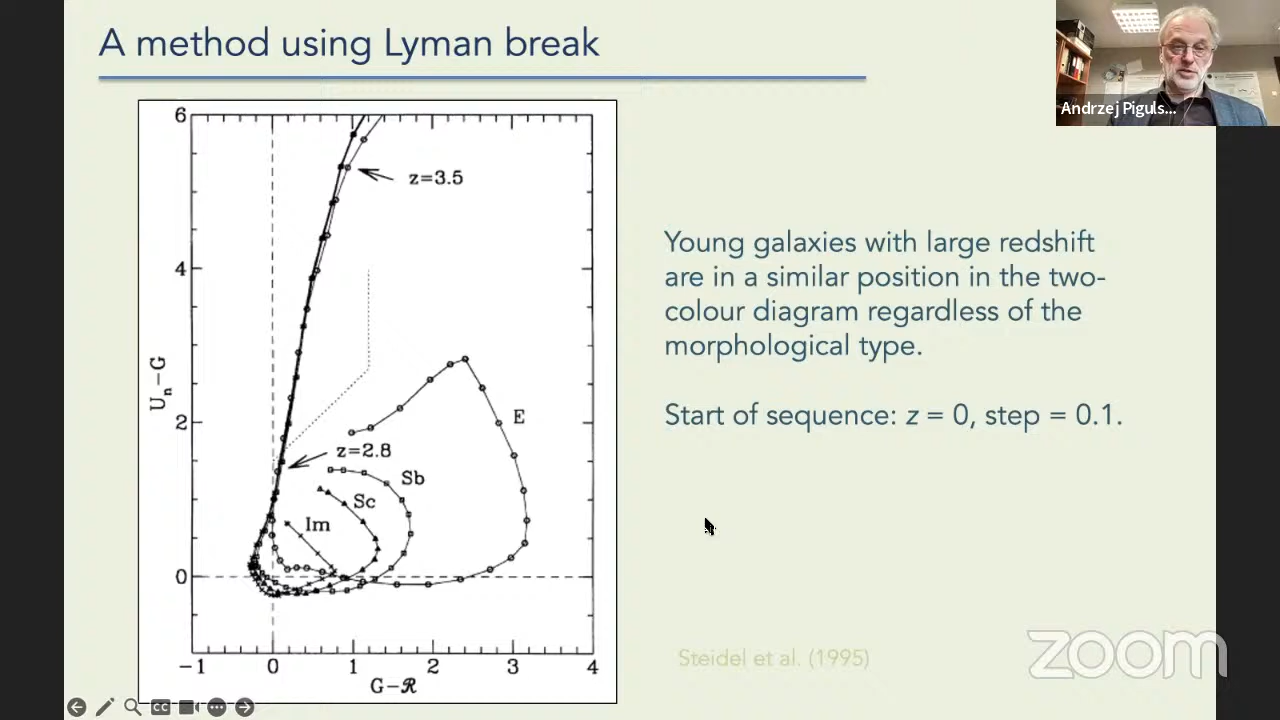 A method using Lyman break
Andrzej Piguls...
6
4
2
0
−1
0
1
2
3
4
Uₙ−G
G−ℛ
z=3.5
z=2.8
E
Sb
Sc
Im
Young galaxies with large redshift
are in a similar position in the two-
colour diagram regardless of the
morphological type.
Start of sequence: z = 0, step = 0.1.
Steidel et al. (1995)
zoom
CC